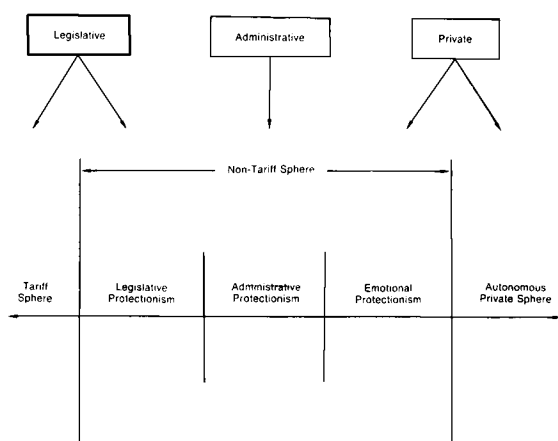 Legislative
Administrative
Private
Non-Tariff Sphere
Tariff
Sphere
Legislative
Protectionism
Administrative
Protectionism
Emotional
Protectionism
Autonomous
Private Sphere